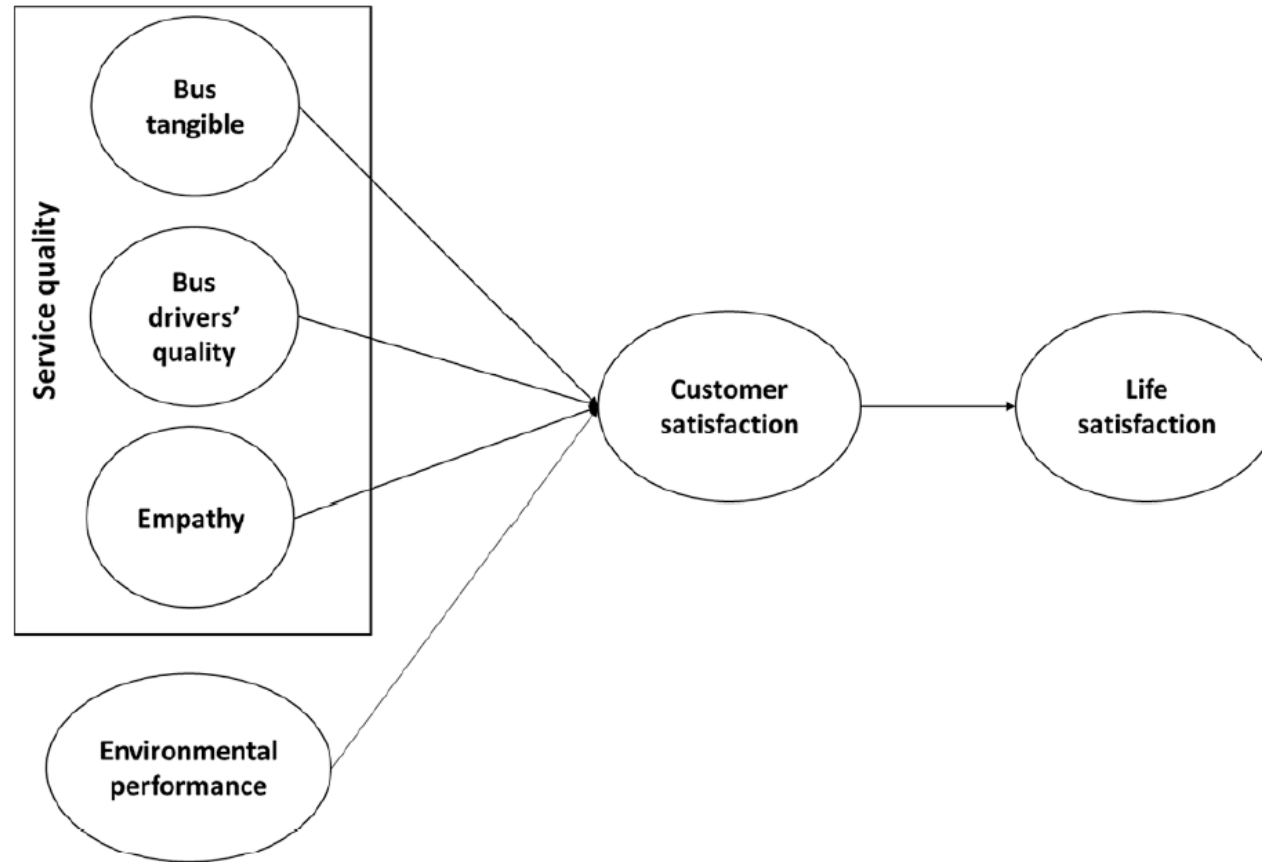 Service quality
Bus
tangible
Bus
drivers’
quality
Empathy
Environmental
performance
Customer
satisfaction
Life
satisfaction